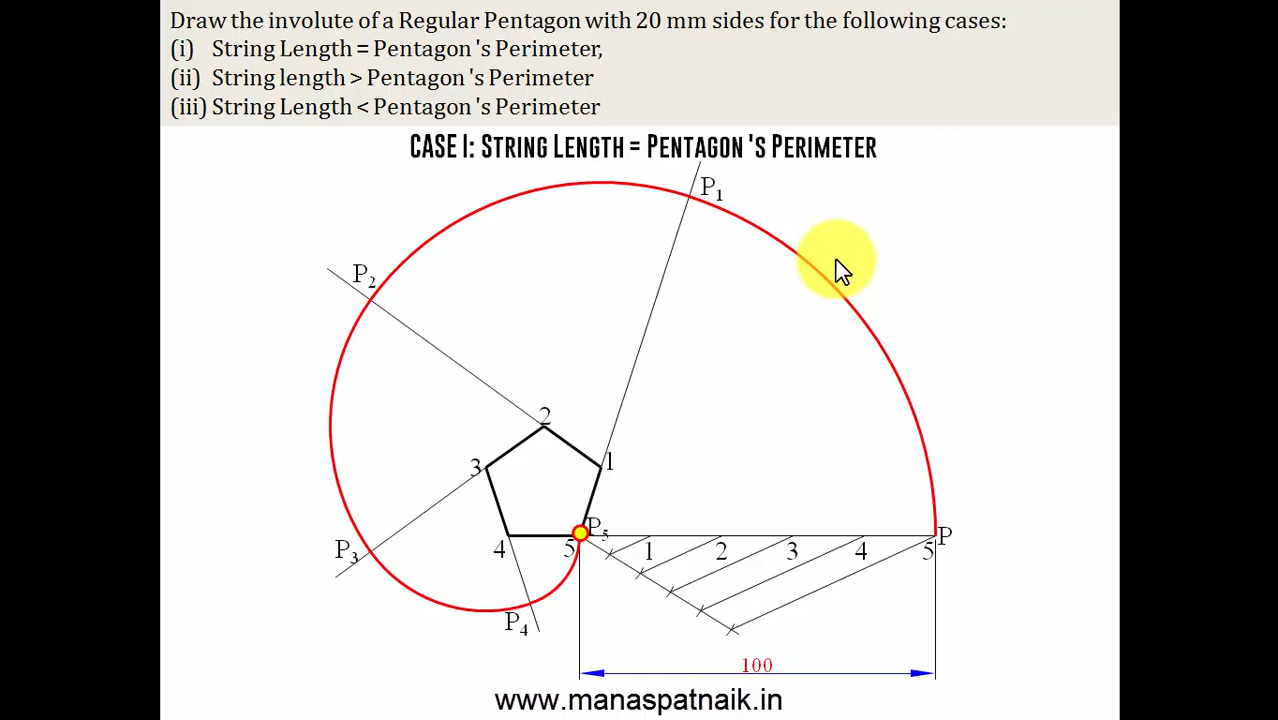 Draw the involute of a Regular Pentagon with 20 mm sides for the following cases:
(i) String Length = Pentagon 's Perimeter,
(ii) String length > Pentagon 's Perimeter
(iii) String Length < Pentagon 's Perimeter
CASE I: STRING LENGTH = PENTAGON 'S PERIMETER
P1
P2
2
3
1
P5
P
4
5
1
2
3
4
5
P3
P4
100
www.manaspatnaik.in